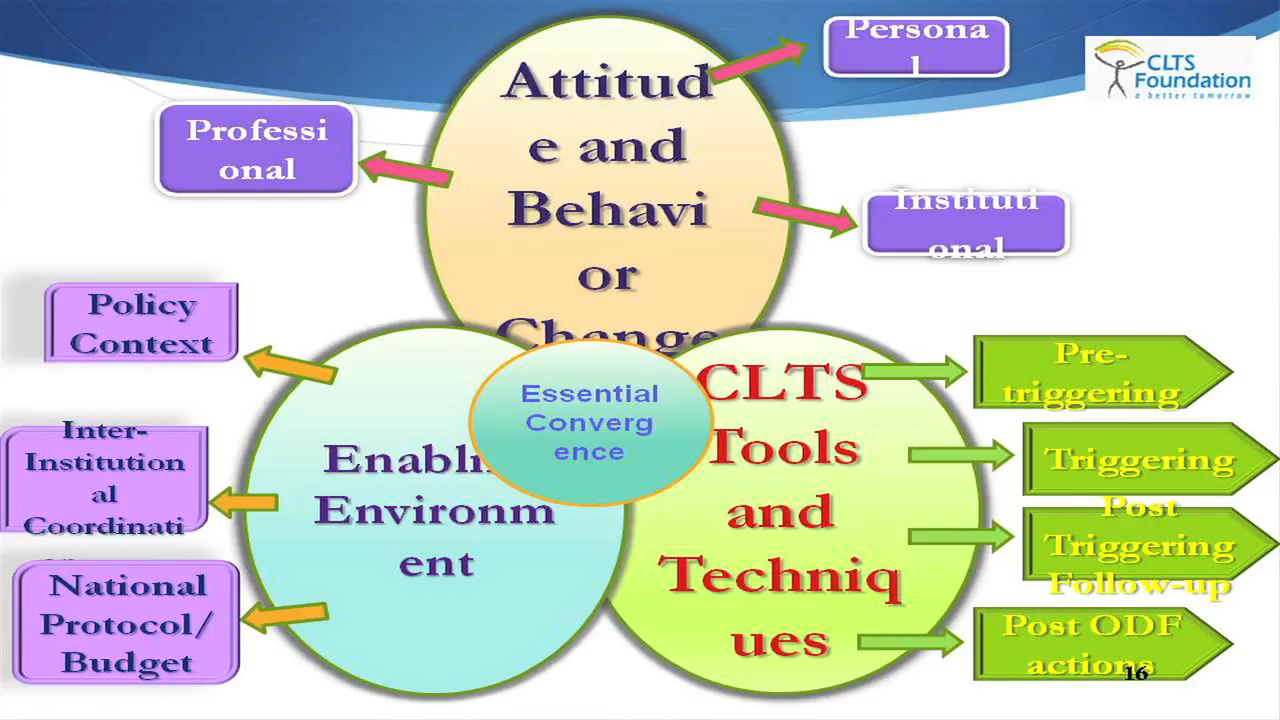 Persona
l
CLTS
Foundation
a better tomorrow
Attitud
e and
Behavi
or
Change
Professi
onal
Instituti
onal
Policy
Context
Inter-
Institution
al
Coordinati
National
Protocol/
Budget
Essential
Converg
ence
Environm
ent
CLTS
Tools
and
Techniq
ues
Pre-
triggering
Triggering
Post
Triggering
Follow-up
Post ODF
actions
16